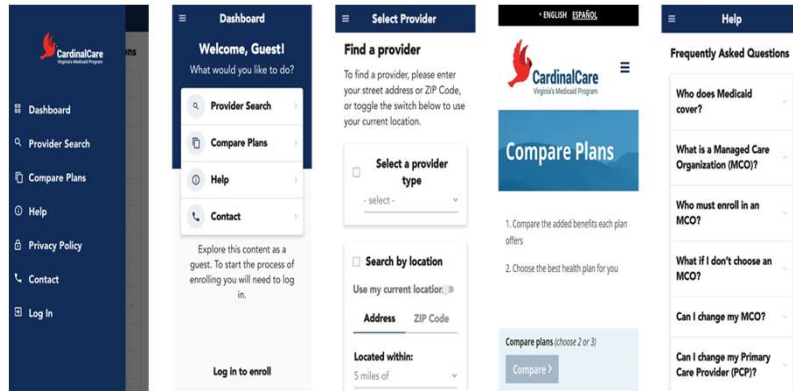 CardinalCare
Virginia's Medicaid Program
Dashboard
Provider Search
Compare Plans
Help
Privacy Policy
Contact
Log In
ns
Dashboard
Welcome, Guest!
What would you like to do?
Provider Search
Compare Plans
Help
Contact
Explore this content as a
guest. To start the process of
enrolling you will need to log
in.
Log in to enroll
Select Provider
Find a provider
To find a provider, please enter
your street address or ZIP Code,
or toggle the switch below to use
your current location.
Select a provider
type
- select -
Search by location
Use my current location
Address ZIP Code
Located within:
5 miles of
ENGLISH ESPAÑOL
CardinalCare
Virginia's Medicaid Program
Compare Plans
1. Compare the added benefits each plan
offers
2. Choose the best health plan for you
Compare plans (choose 2 or 3)
Compare >
Help
Frequently Asked Questions
Who does Medicaid
cover?
What is a Managed Care
Organization (MCO)?
Who must enroll in an
MCO?
What if I don't choose an
MCO?
Can I change my MCO?
Can I change my Primary
Care Provider (PCP)?